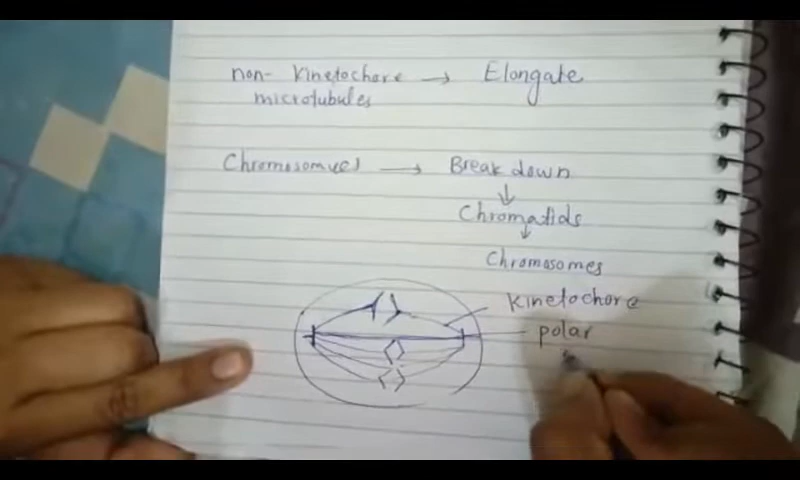 non- Kinetochore → Elongate
microtubules
Chromosomes → Break down
↓
Chromatids
↓
Chromosomes
Kinetochore
polar